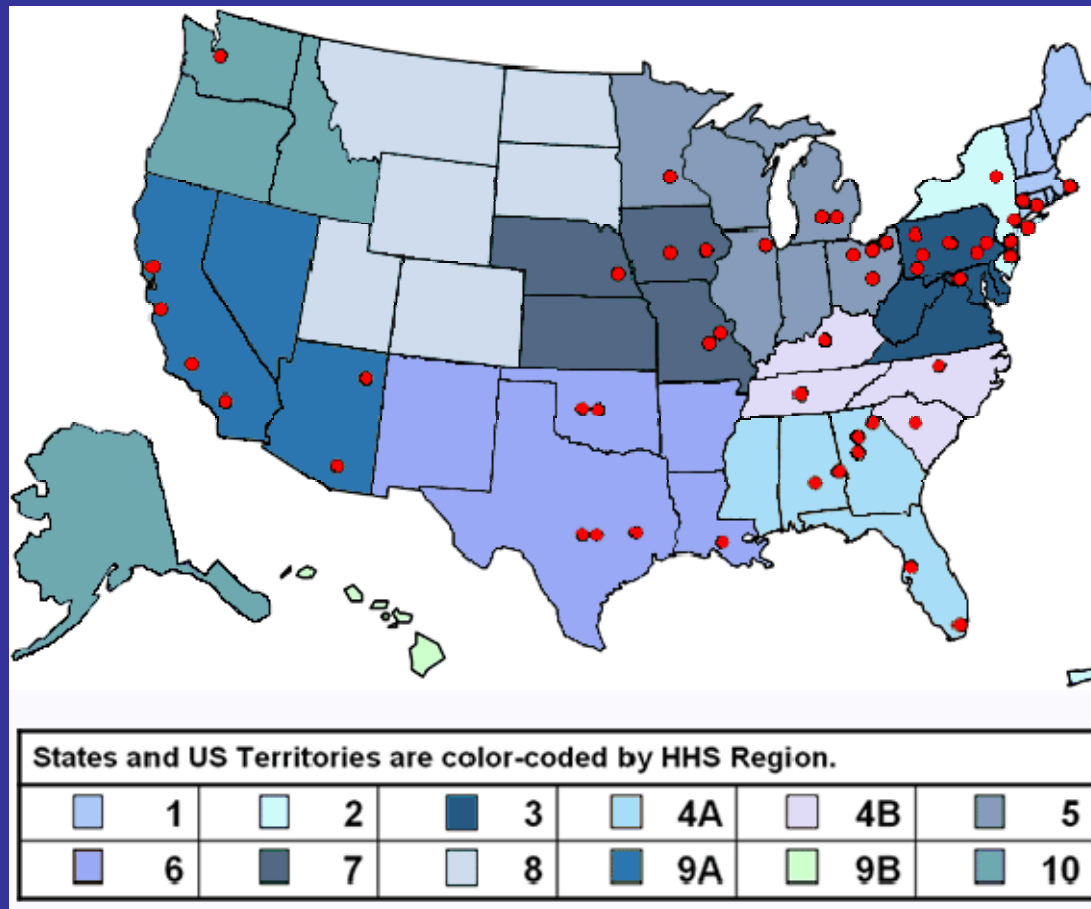 States and US Territories are color-coded by HHS Region.
1 2 3 4A 4B 5
6 7 8 9A 9B 10